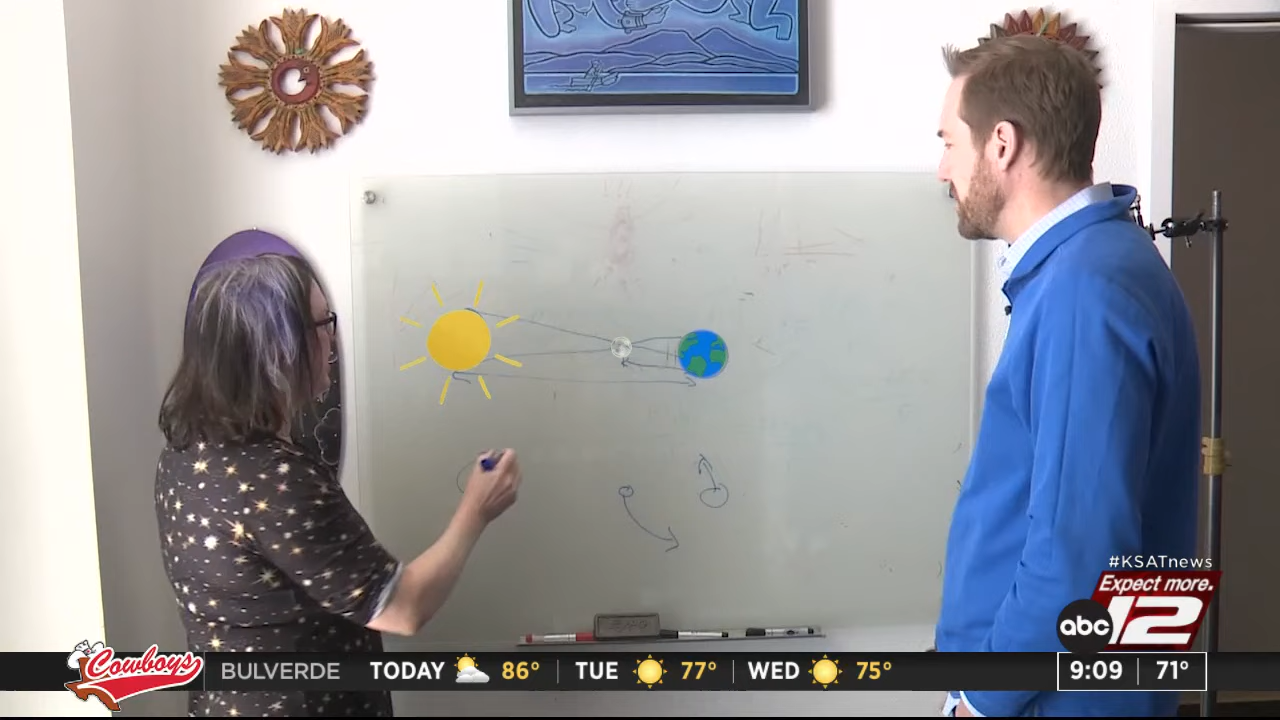 #KSATnews
Expect more.
abc 12
Cowboys BULVERDE TODAY 86° TUE 77° WED 75° 9:09 71°